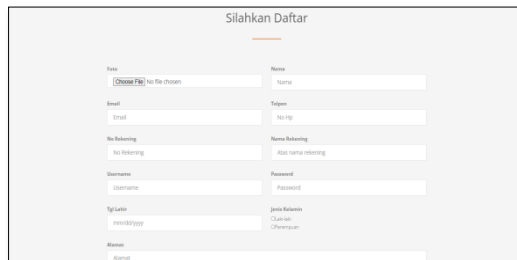 Silahkan Daftar
Foto
Nama
Choose File No file chosen
Nama
Email
Telpon
Email
No Hp
No Rekening
Nama Rekening
No Rekening
Atas nama rekening
Username
Password
Username
Password
Tgl Lahir
Jenis Kelamin
mm/dd/yyyy
Laki-laki
Perempuan
Alamat
Alamat